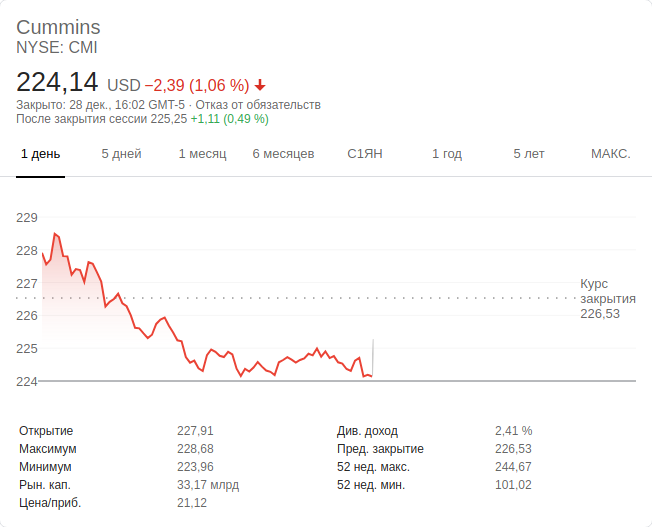 Cummins
NYSE: CMI
224,14 USD −2,39 (1,06 %)
Закрыто: 28 дек., 16:02 GMT-5 · Отказ от обязательств
После закрытия сессии 225,25 +1,11 (0,49 %)
1 день 5 дней 1 месяц 6 месяцев С1ЯН 1 год 5 лет МАКС.
229
228
227
226
225
224
Курс
закрытия
226,53
Открытие 227,91 Див. доход 2,41 %
Максимум 228,68 Пред. закрытие 226,53
Минимум 223,96 52 нед. макс. 244,67
Рын. кап. 33,17 млрд 52 нед. мин. 101,02
Цена/приб. 21,12